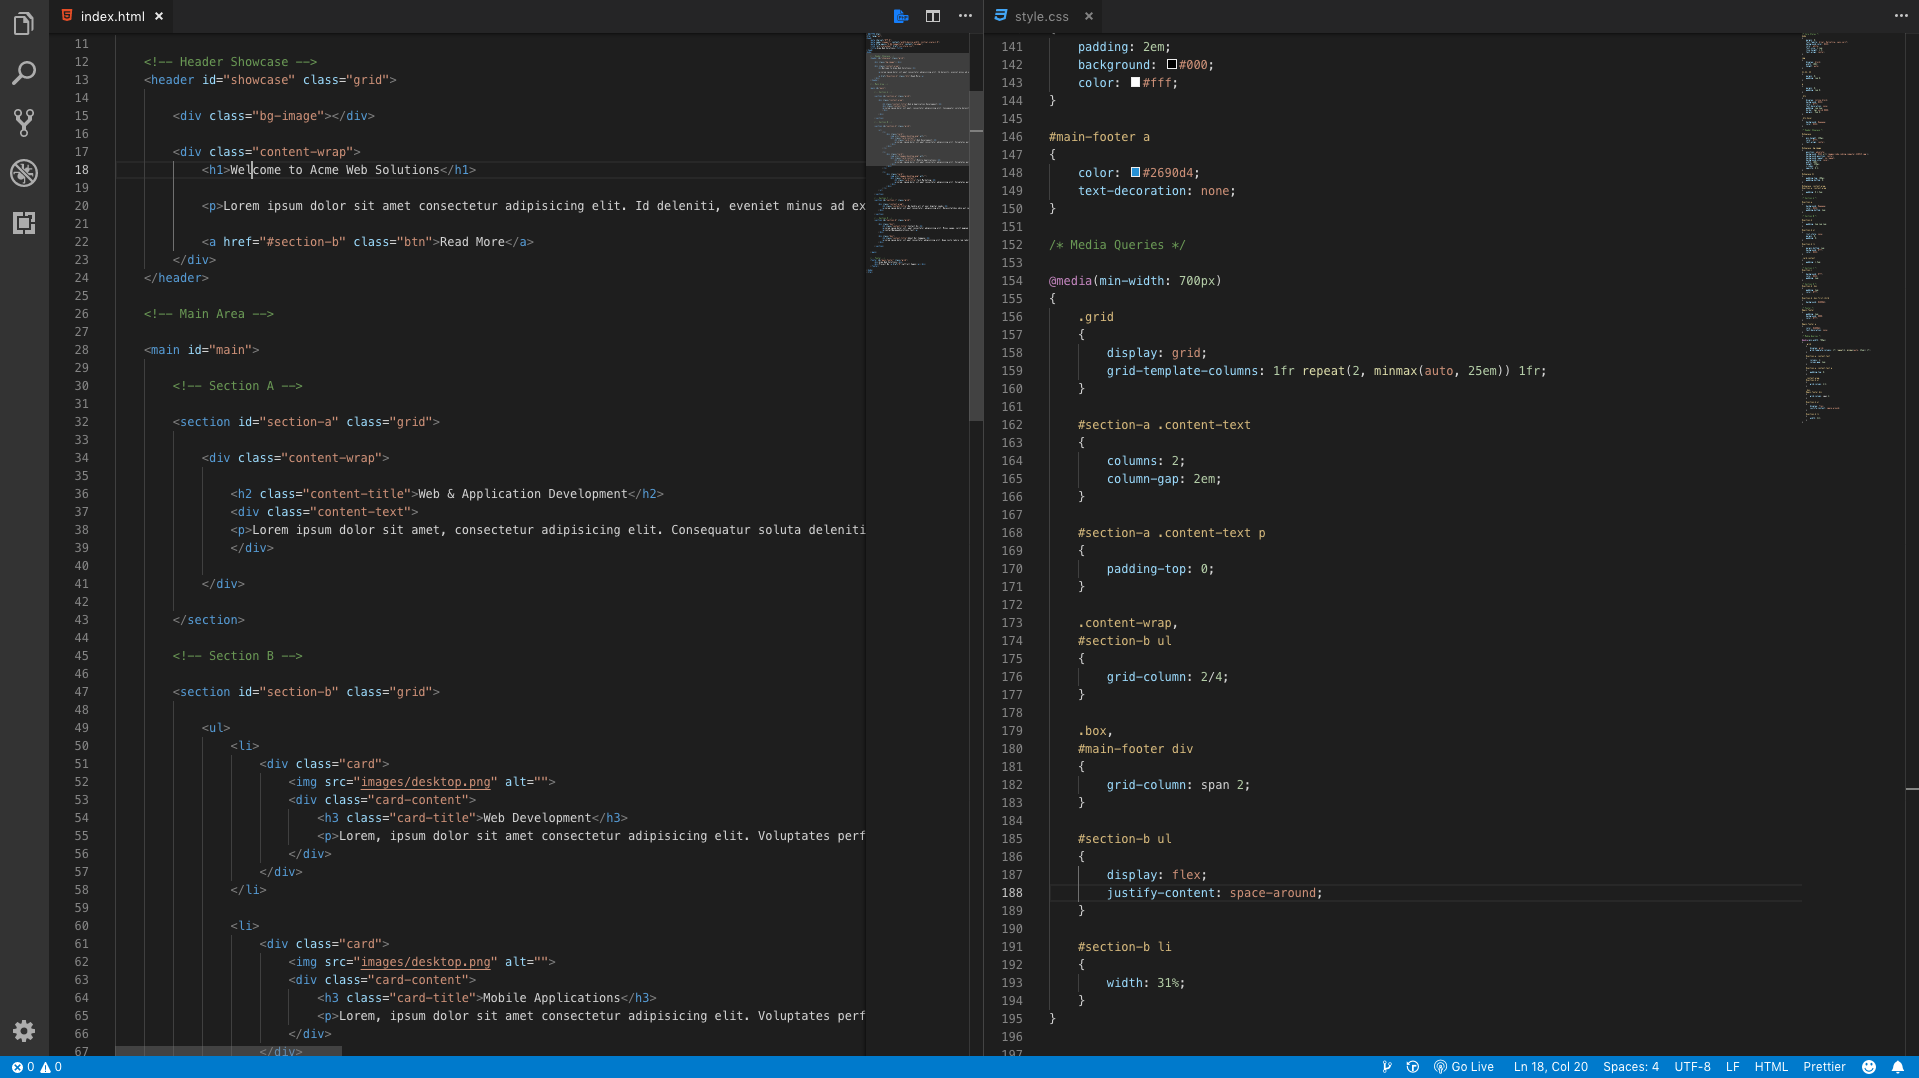 index.html
11
12 <!-- Header Showcase -->
13 <header id="showcase" class="grid">
14
15 <div class="bg-image"></div>
16
17 <div class="content-wrap">
18 <h1>Welcome to Acme Web Solutions</h1>
19
20 <p>Lorem ipsum dolor sit amet consectetur adipisicing elit. Id deleniti, eveniet minus ad ex
21
22 <a href="#section-b" class="btn">Read More</a>
23 </div>
24 </header>
25
26 <!-- Main Area -->
27
28 <main id="main">
29
30 <!-- Section A -->
31
32 <section id="section-a" class="grid">
33
34 <div class="content-wrap">
35
36 <h2 class="content-title">Web & Application Development</h2>
37 <div class="content-text">
38 <p>Lorem ipsum dolor sit amet, consectetur adipisicing elit. Consequatur soluta deleniti
39 </div>
40
41 </div>
42
43 </section>
44
45 <!-- Section B -->
46
47 <section id="section-b" class="grid">
48
49 <ul>
50 <li>
51 <div class="card">
52 <img src="images/desktop.png" alt="">
53 <div class="card-content">
54 <h3 class="card-title">Web Development</h3>
55 <p>Lorem, ipsum dolor sit amet consectetur adipisicing elit. Voluptates perf
56 </div>
57 </div>
58 </li>
59
60 <li>
61 <div class="card">
62 <img src="images/desktop.png" alt="">
63 <div class="card-content">
64 <h3 class="card-title">Mobile Applications</h3>
65 <p>Lorem, ipsum dolor sit amet consectetur adipisicing elit. Voluptates perf
66 </div>
67 </div>
style.css
141 padding: 2em;
142 background: #000;
143 color: #fff;
144 }
145
146 #main-footer a
147 {
148 color: #2690d4;
149 text-decoration: none;
150 }
151
152 /* Media Queries */
153
154 @media(min-width: 700px)
155 {
156 .grid
157 {
158 display: grid;
159 grid-template-columns: 1fr repeat(2, minmax(auto, 25em)) 1fr;
160 }
161
162 #section-a .content-text
163 {
164 columns: 2;
165 column-gap: 2em;
166 }
167
168 #section-a .content-text p
169 {
170 padding-top: 0;
171 }
172
173 .content-wrap,
174 #section-b ul
175 {
176 grid-column: 2/4;
177 }
178
179 .box,
180 #main-footer div
181 {
182 grid-column: span 2;
183 }
184
185 #section-b ul
186 {
187 display: flex;
188 justify-content: space-around;
189 }
190
191 #section-b li
192 {
193 width: 31%;
194 }
195 }
196
197
0 0 Go Live Ln 18, Col 20 Spaces: 4 UTF-8 LF HTML Prettier